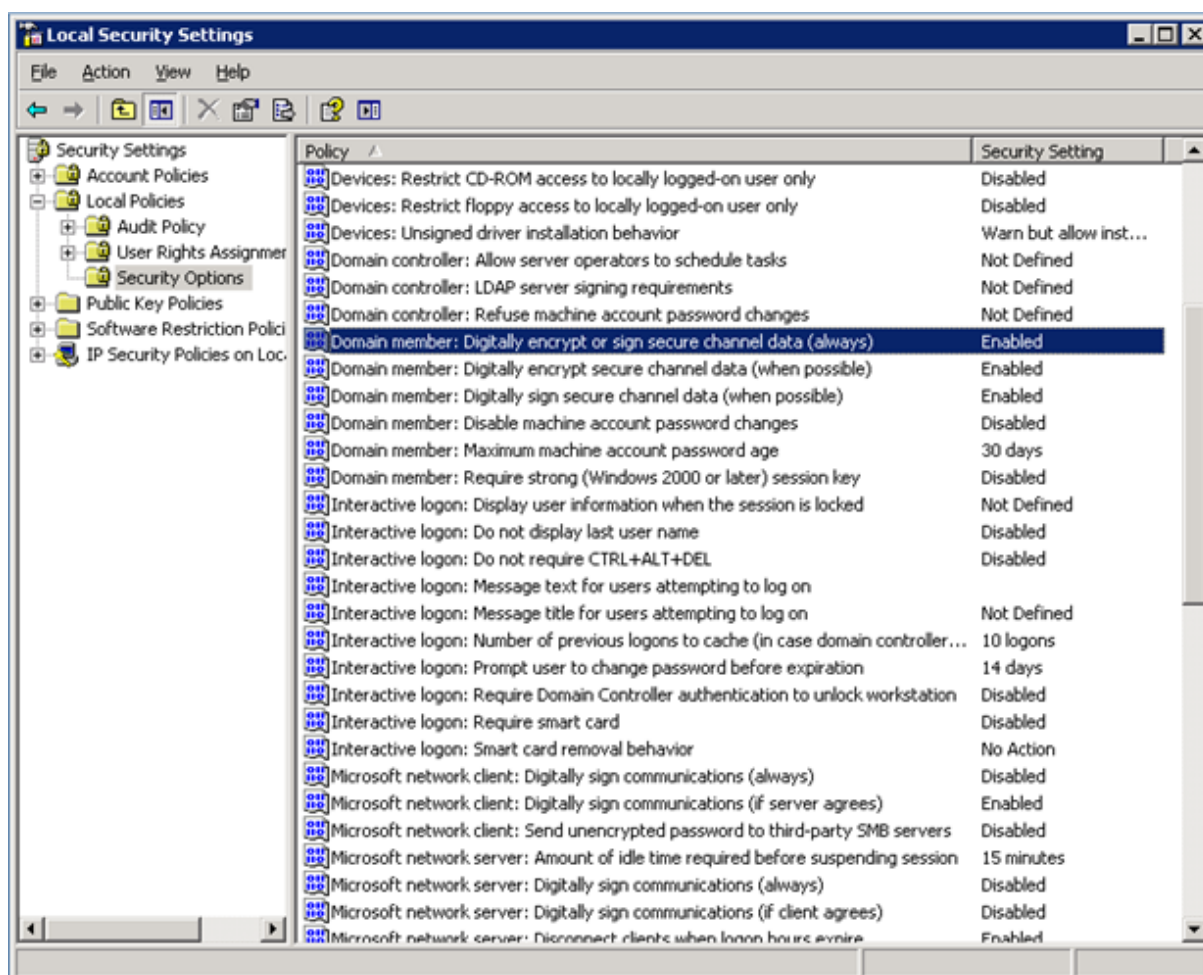 Local Security Settings
File Action View Help
Security Settings
Account Policies
Local Policies
Audit Policy
User Rights Assignmer
Security Options
Public Key Policies
Software Restriction Polici
IP Security Policies on Loc
Policy Security Setting
Devices: Restrict CD-ROM access to locally logged-on user only Disabled
Devices: Restrict floppy access to locally logged-on user only Disabled
Devices: Unsigned driver installation behavior Warn but allow inst...
Domain controller: Allow server operators to schedule tasks Not Defined
Domain controller: LDAP server signing requirements Not Defined
Domain controller: Refuse machine account password changes Not Defined
Domain member: Digitally encrypt or sign secure channel data (always) Enabled
Domain member: Digitally encrypt secure channel data (when possible) Enabled
Domain member: Digitally sign secure channel data (when possible) Enabled
Domain member: Disable machine account password changes Disabled
Domain member: Maximum machine account password age 30 days
Domain member: Require strong (Windows 2000 or later) session key Disabled
Interactive logon: Display user information when the session is locked Not Defined
Interactive logon: Do not display last user name Disabled
Interactive logon: Do not require CTRL+ALT+DEL Disabled
Interactive logon: Message text for users attempting to log on
Interactive logon: Message title for users attempting to log on Not Defined
Interactive logon: Number of previous logons to cache (in case domain controller... 10 logons
Interactive logon: Prompt user to change password before expiration 14 days
Interactive logon: Require Domain Controller authentication to unlock workstation Disabled
Interactive logon: Require smart card Disabled
Interactive logon: Smart card removal behavior No Action
Microsoft network client: Digitally sign communications (always) Disabled
Microsoft network client: Digitally sign communications (if server agrees) Enabled
Microsoft network client: Send unencrypted password to third-party SMB servers Disabled
Microsoft network server: Amount of idle time required before suspending session 15 minutes
Microsoft network server: Digitally sign communications (always) Disabled
Microsoft network server: Digitally sign communications (if client agrees) Disabled
Microsoft network server: Disconnect clients when logon hours expire Enabled